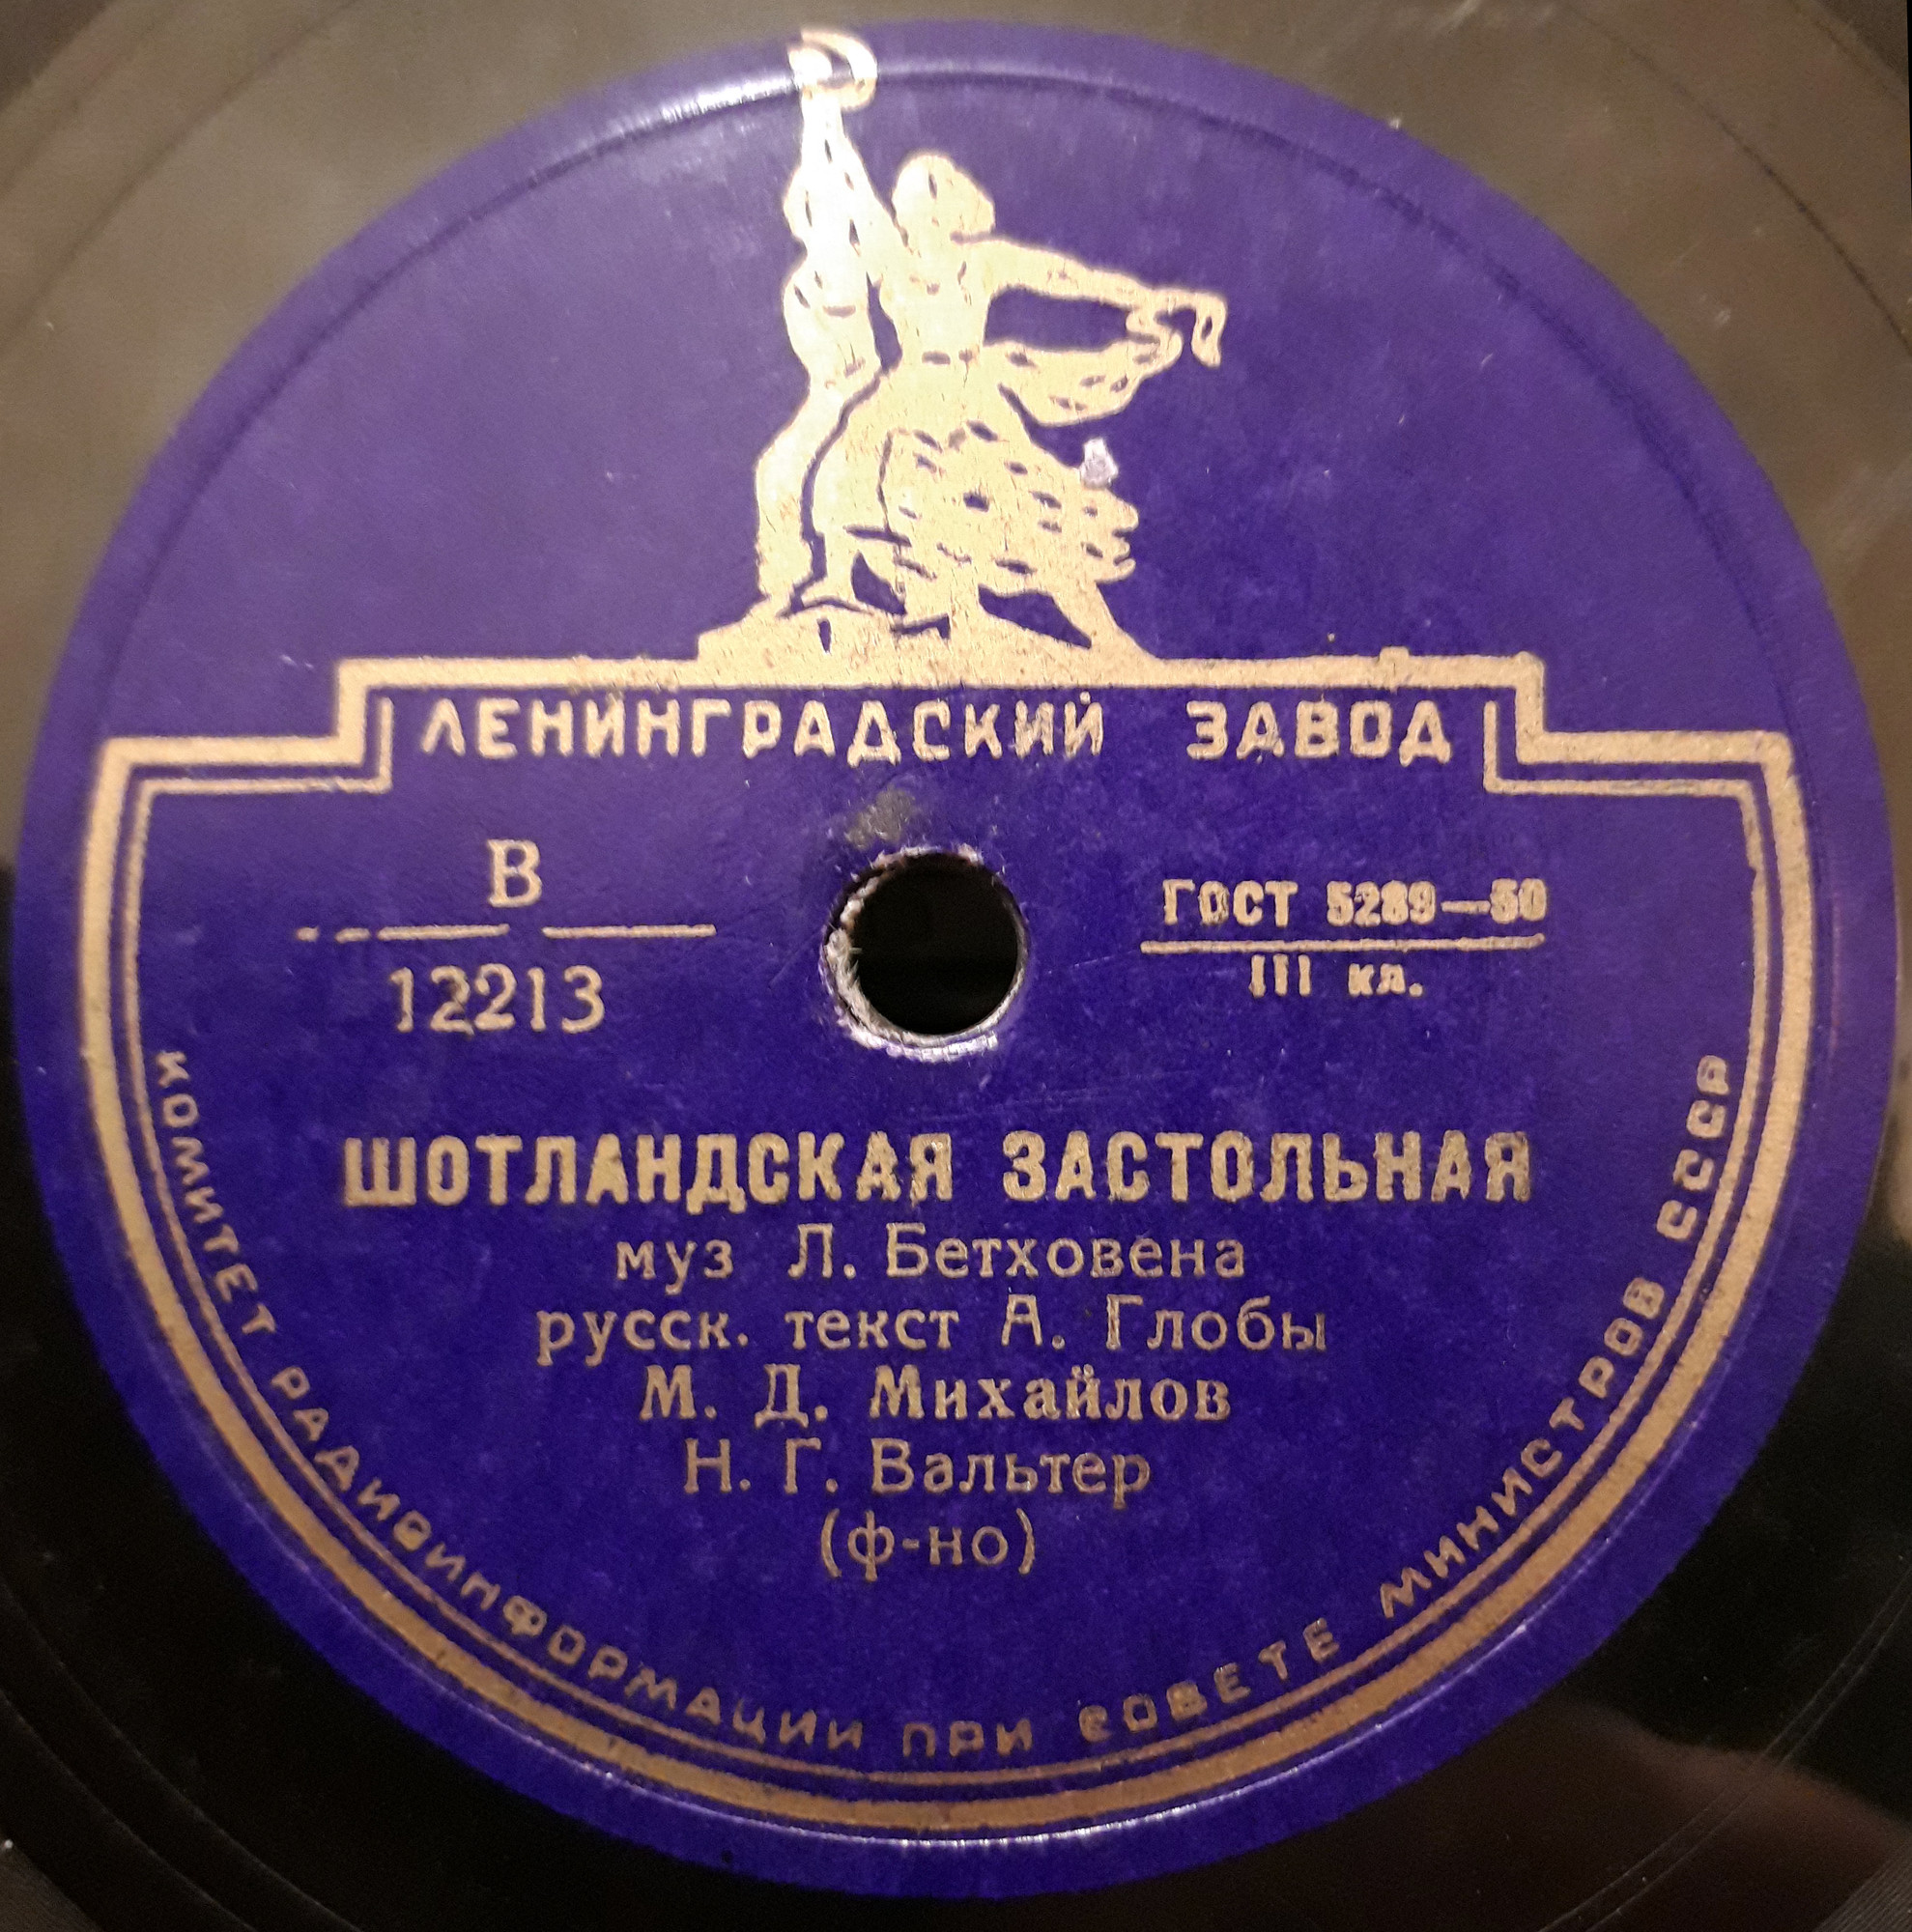 ЛЕНИНГРАДСКИЙ ЗАВОД
В
12213
ГОСТ 5289—50
III кл.
ШОТЛАНДСКАЯ ЗАСТОЛЬНАЯ
муз Л. Бетховена
русск. текст А. Глобы
М. Д. Михайлов
Н. Г. Вальтер
(ф-но)
КОМИТЕТ РАДИОИНФОРМАЦИИ ПРИ СОВЕТЕ МИНИСТРОВ СССР